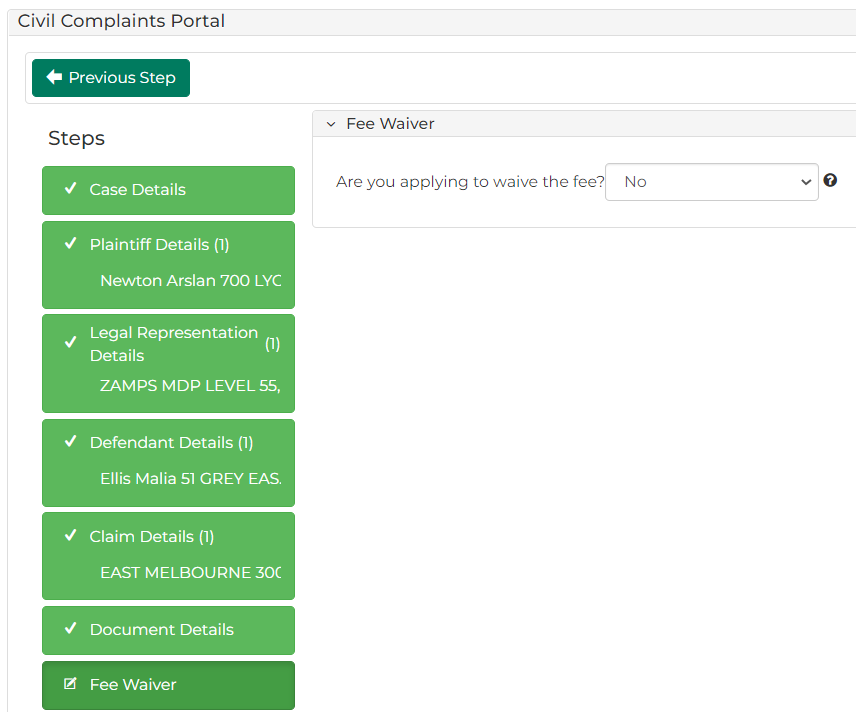 Civil Complaints Portal
Previous Step
Steps
Case Details
Plaintiff Details (1)
Newton Arslan 700 LYC
Legal Representation
Details
(1)
ZAMPS MDP LEVEL 55,
Defendant Details (1)
Ellis Malia 51 GREY EAS.
Claim Details (1)
EAST MELBOURNE 300
Document Details
Fee Waiver
Fee Waiver
Are you applying to waive the fee? No